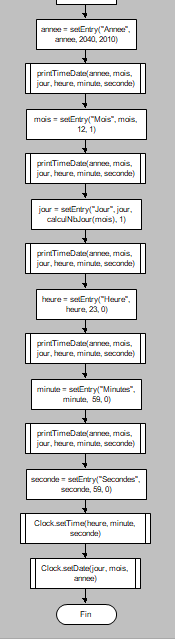 annee = setEntry("Annee",
annee, 2040, 2010)
printTimeDate(annee, mois,
jour, heure, minute, seconde)
mois = setEntry("Mois", mois,
12, 1)
printTimeDate(annee, mois,
jour, heure, minute, seconde)
jour = setEntry("Jour", jour,
calculNbJour(mois), 1)
printTimeDate(annee, mois,
jour, heure, minute, seconde)
heure = setEntry("Heure",
heure, 23, 0)
printTimeDate(annee, mois,
jour, heure, minute, seconde)
minute = setEntry("Minutes",
minute, 59, 0)
printTimeDate(annee, mois,
jour, heure, minute, seconde)
seconde = setEntry("Secondes",
seconde, 59, 0)
Clock.setTime(heure, minute,
seconde)
Clock.setDate(jour, mois,
annee)
Fin